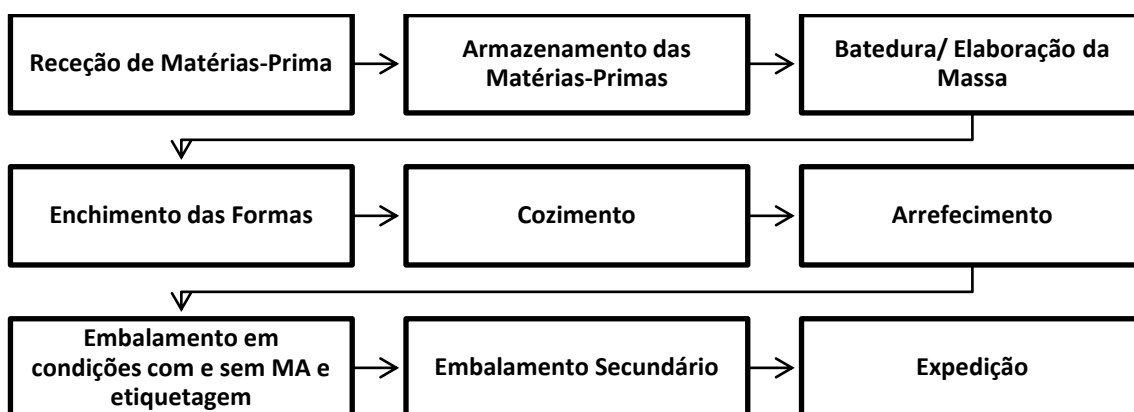 Receção de Matérias-Prima
Armazenamento das
Matérias-Primas
Batedura/ Elaboração da
Massa
Enchimento das Formas
Cozimento
Arrefecimento
Embalamento em
condições com e sem MA e
etiquetagem
Embalamento Secundário
Expedição